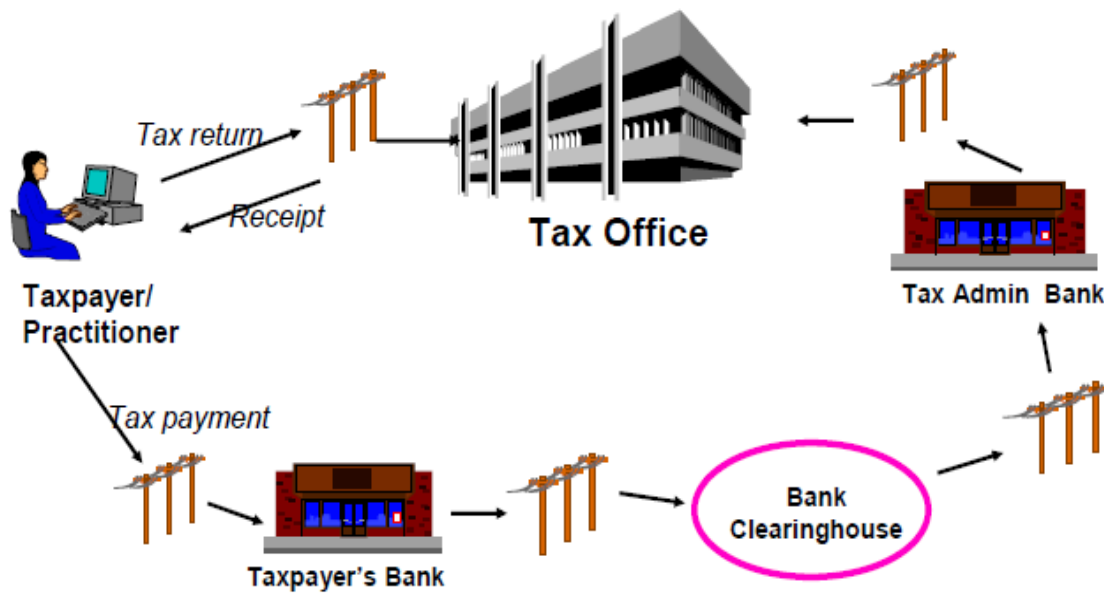 Tax return
Receipt
Tax Office
Taxpayer/
Practitioner
Tax Admin Bank
Tax payment
Bank
Clearinghouse
Taxpayer's Bank